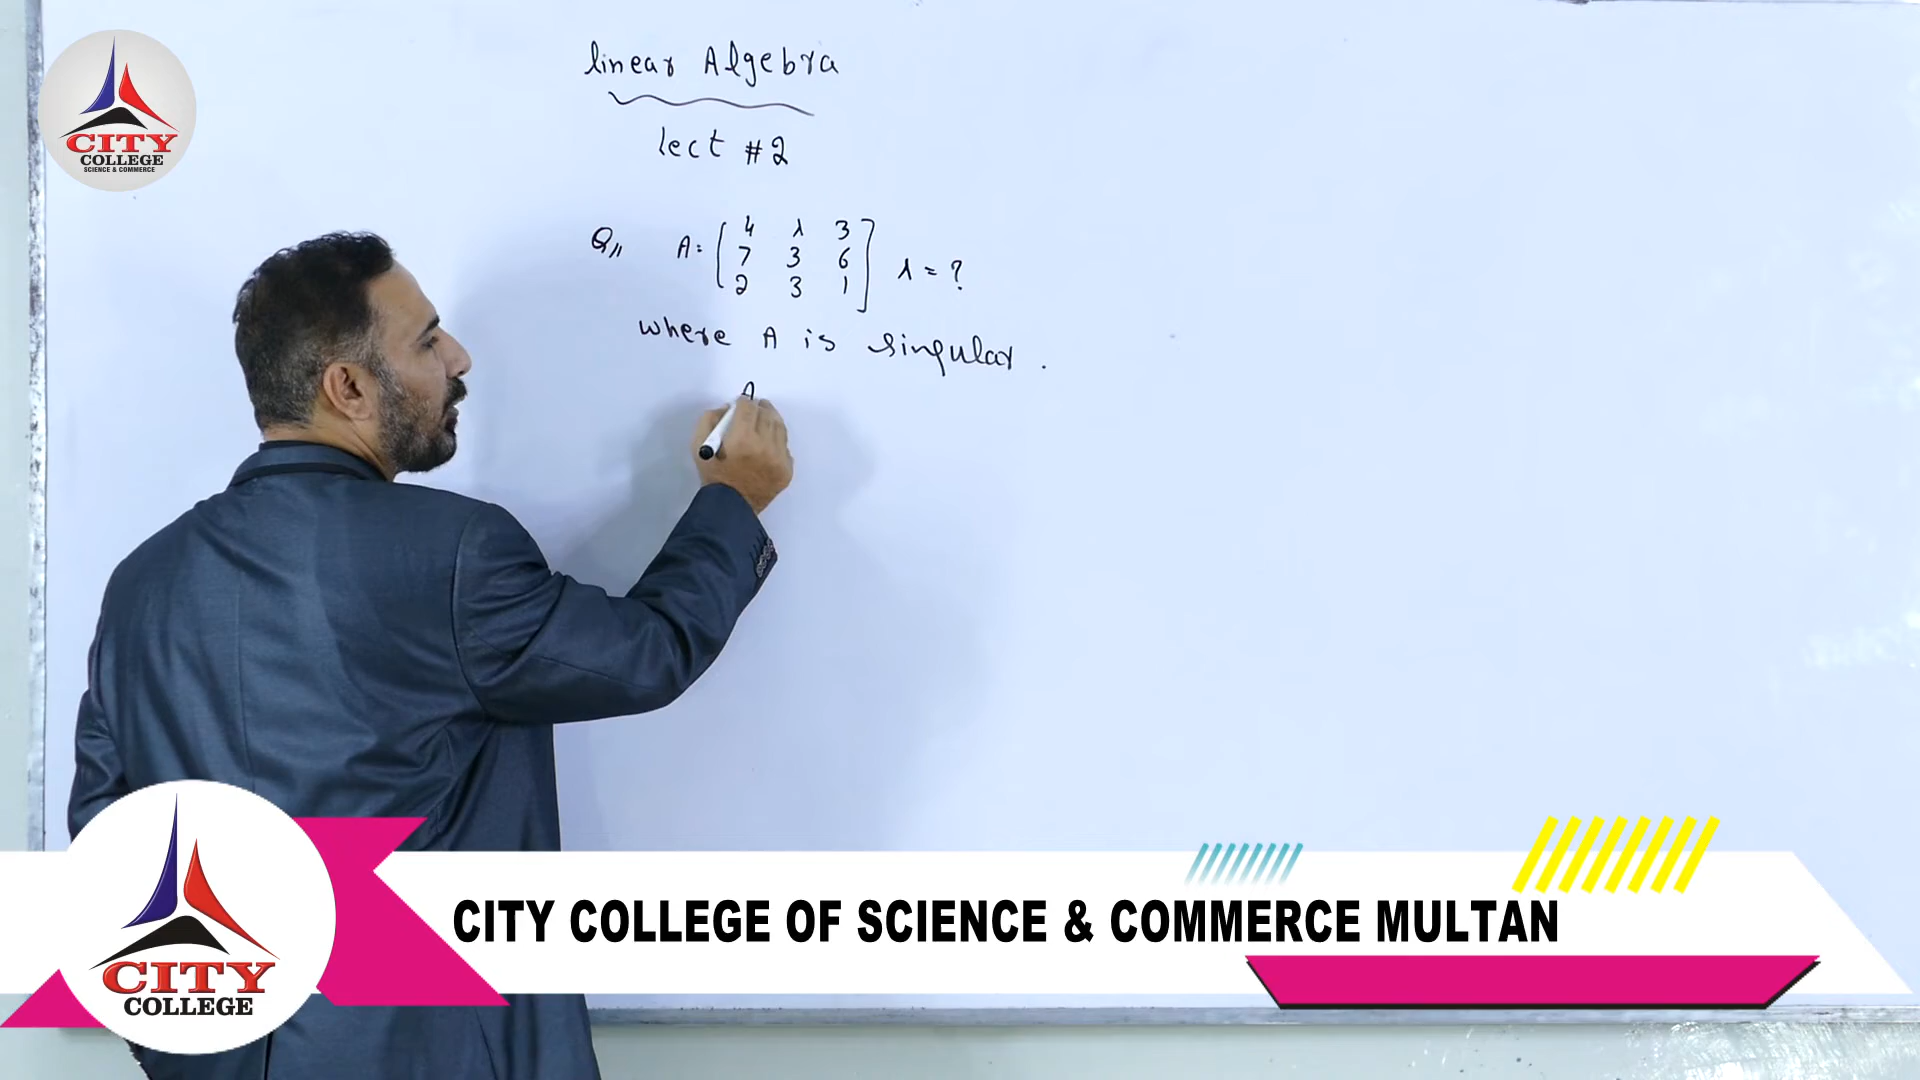 CITY
COLLEGE
SCIENCE & COMMERCE
linear Algebra
lect #2
Q// A = [ 4 λ 3
7 3 6
2 3 1 ] λ = ?
where A is singular.
A
CITY
COLLEGE
CITY COLLEGE OF SCIENCE & COMMERCE MULTAN